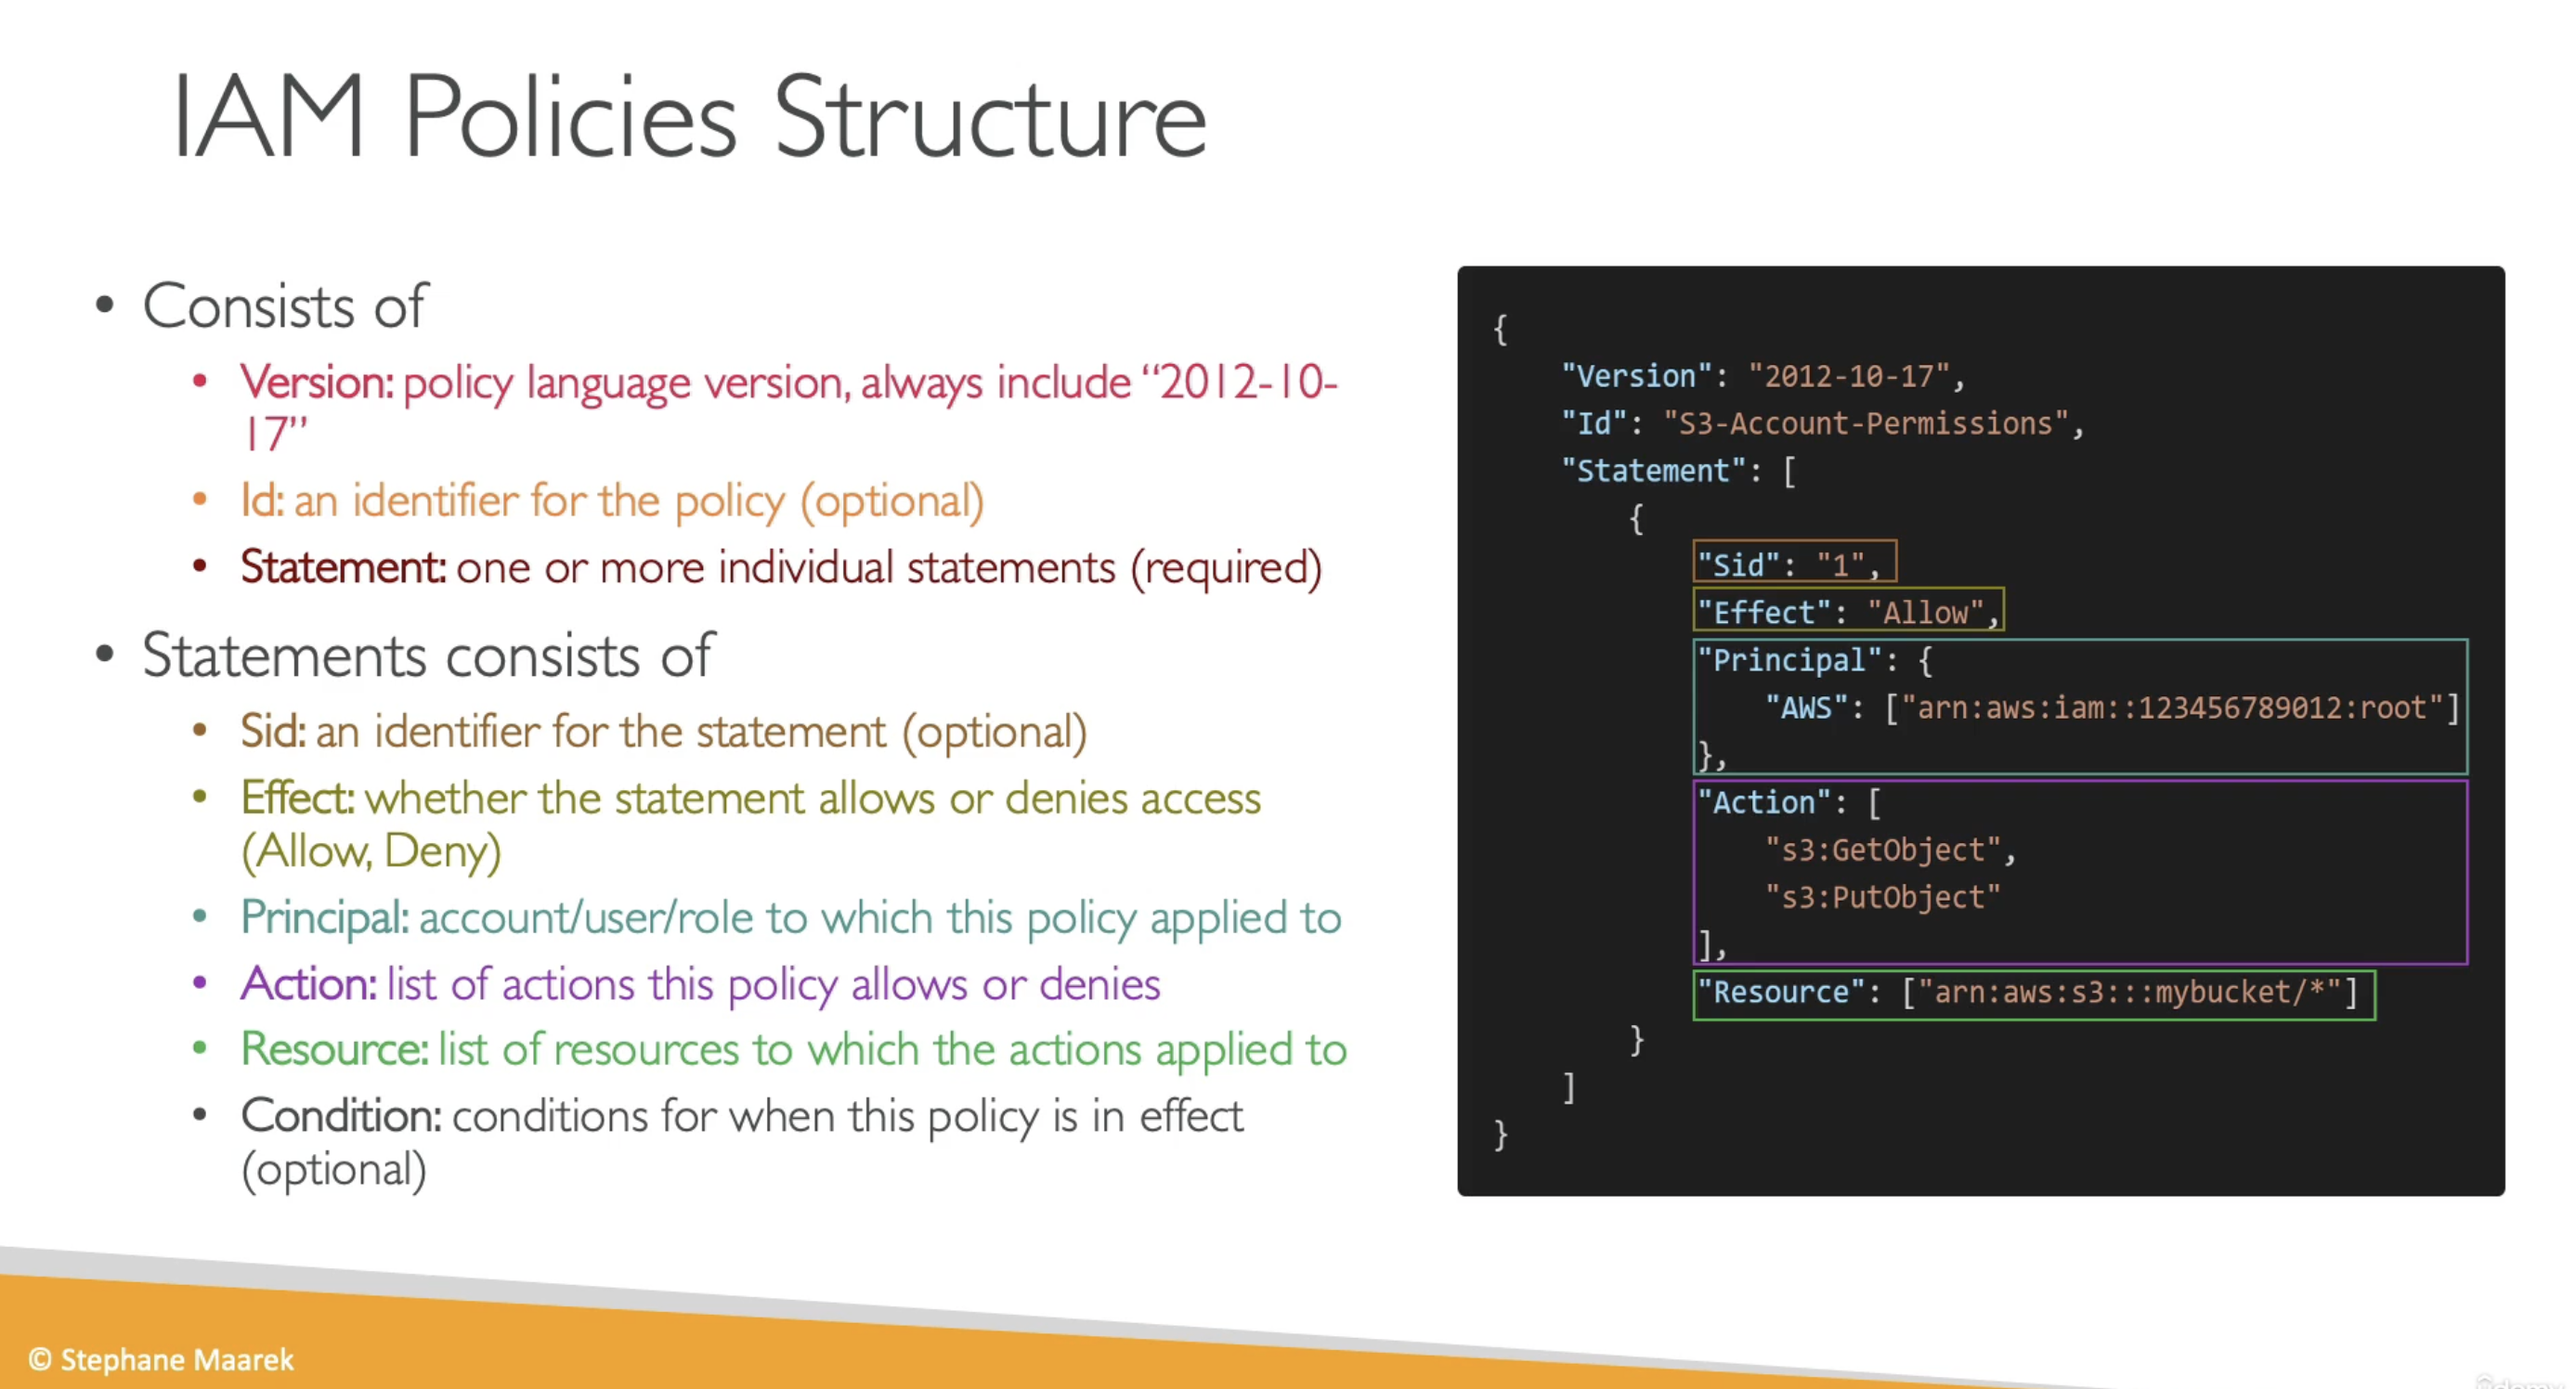 IAM Policies Structure
• Consists of
• Version: policy language version, always include “2012-10-
17”
• Id: an identifier for the policy (optional)
• Statement: one or more individual statements (required)
• Statements consists of
• Sid: an identifier for the statement (optional)
• Effect: whether the statement allows or denies access
(Allow, Deny)
• Principal: account/user/role to which this policy applied to
• Action: list of actions this policy allows or denies
• Resource: list of resources to which the actions applied to
• Condition: conditions for when this policy is in effect
(optional)
{
"Version": "2012-10-17",
"Id": "S3-Account-Permissions",
"Statement": [
{
"Sid": "1",
"Effect": "Allow",
"Principal": {
"AWS": ["arn:aws:iam::123456789012:root"]
},
"Action": [
"s3:GetObject",
"s3:PutObject"
],
"Resource": ["arn:aws:s3:::mybucket/*"]
}
]
}
© Stephane Maarek